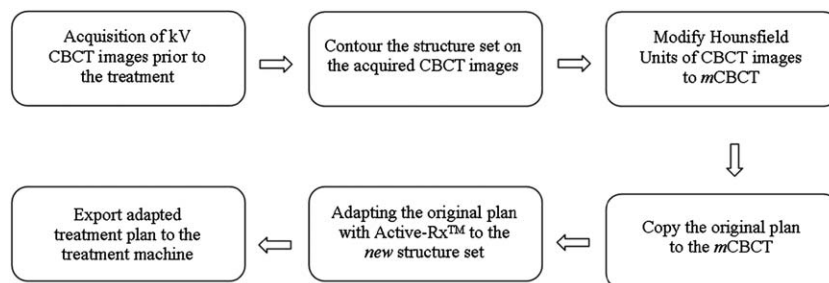 Acquisition of kV
CBCT images prior to
the treatment
Contour the structure set on
the acquired CBCT images
Modify Hounsfield
Units of CBCT images
to mCBCT
Copy the original plan
to the mCBCT
Adapting the original plan
with Active-Rx™ to the
new structure set
Export adapted
treatment plan to the
treatment machine